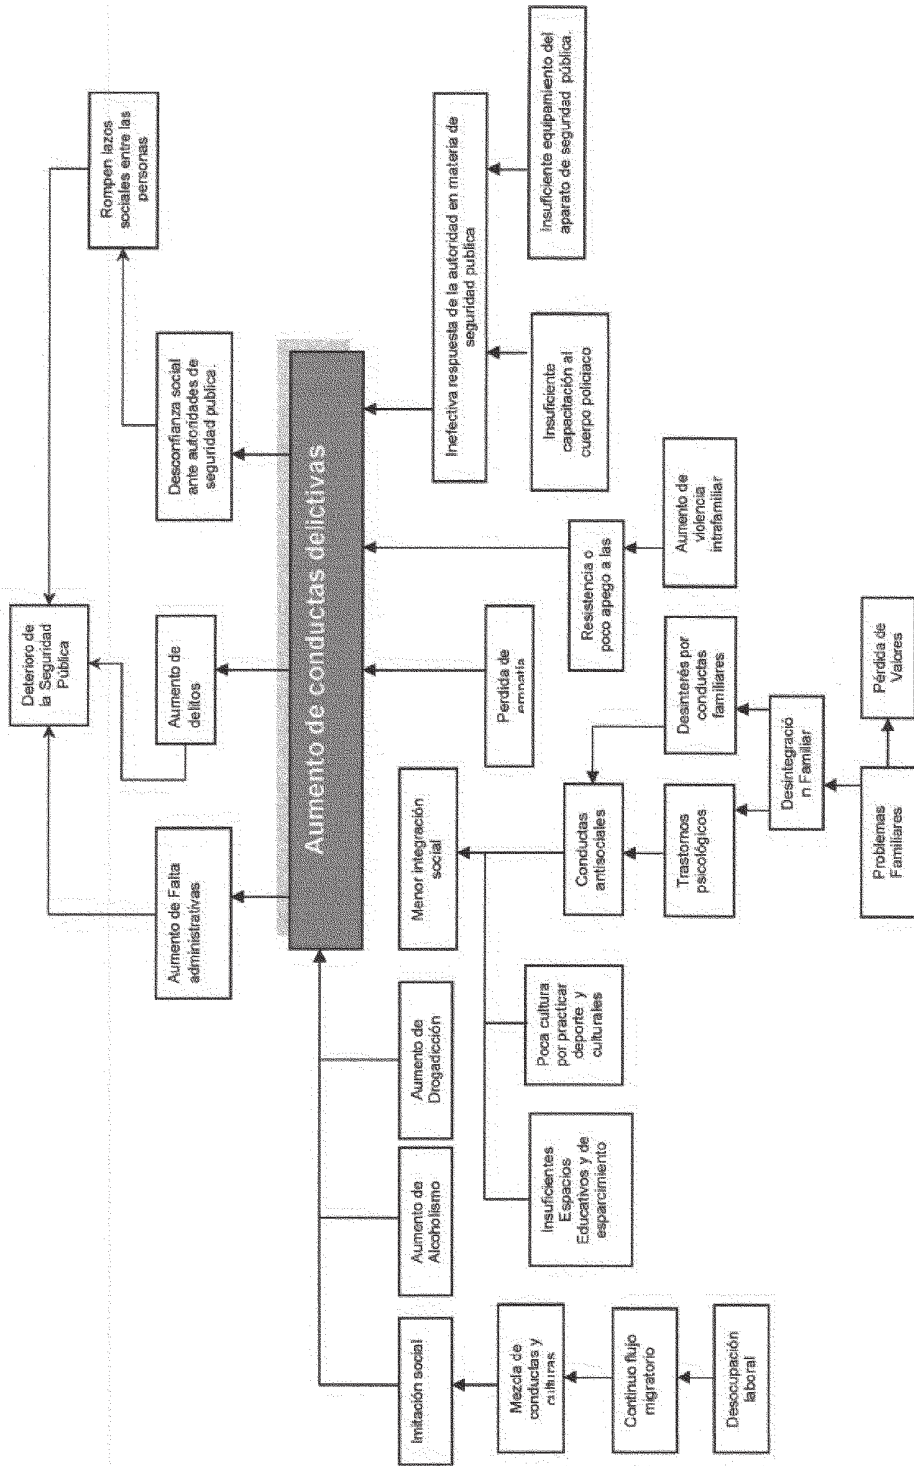 Deterioro de
la Seguridad
Pública
Rompen lazos
sociales entre las
personas
Aumento de Falta
administrativas
Aumento de
delitos
Desconfianza social
ante autoridades de
seguridad publica.
Aumento de conductas delictivas
Imitación social
Aumento de
Alcoholismo
Aumento de
Drogadicción
Menor integración
social
Perdida de
empatia
Resistencia o
poco apego a las
Inefectiva respuesta de la autoridad en materia de
seguridad publica
Mezcla de
conductas y
culturas
Insuficientes
Espacios
Educativos y de
esparcimiento
Poca cultura
por practicar
deporte y
culturales
Conductas
antisociales
Aumento de
violencia
intrafamiliar
Insuficiente
capacitación al
cuerpo policiaco
Insuficiente equipamiento del
aparato de seguridad pública.
Continuo flujo
migratorio
Trastornos
psicológicos
Desinterés por
conductas
familiares
Desocupación
laboral
Desintegració
n Familiar
Problemas
Familiares
Pérdida de
Valores